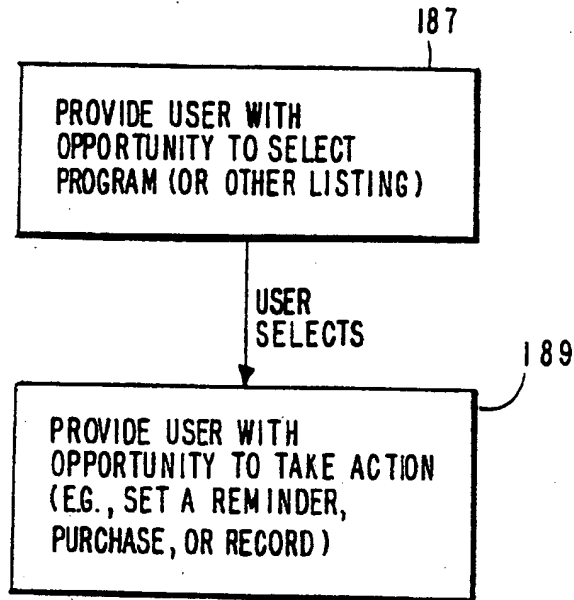 187
PROVIDE USER WITH
OPPORTUNITY TO SELECT
PROGRAM (OR OTHER LISTING)
USER
SELECTS
189
PROVIDE USER WITH
OPPORTUNITY TO TAKE ACTION
(E.G., SET A REMINDER,
PURCHASE, OR RECORD)